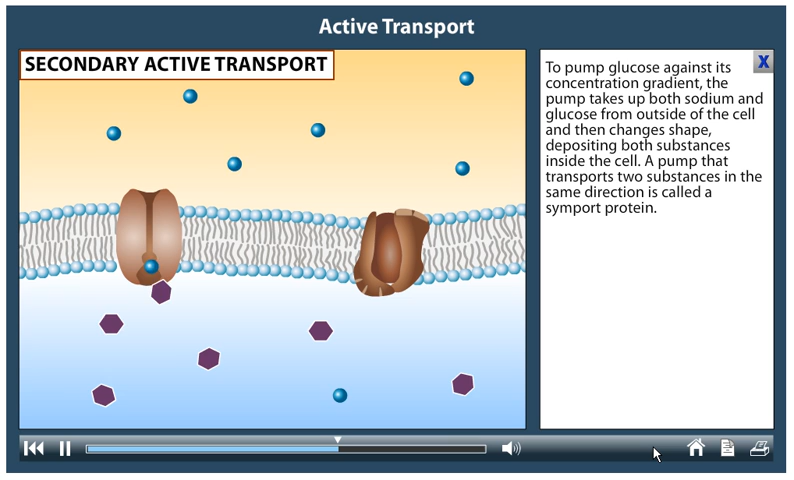 Active Transport
SECONDARY ACTIVE TRANSPORT
X
To pump glucose against its
concentration gradient, the
pump takes up both sodium and
glucose from outside of the cell
and then changes shape,
depositing both substances
inside the cell. A pump that
transports two substances in the
same direction is called a
symport protein.